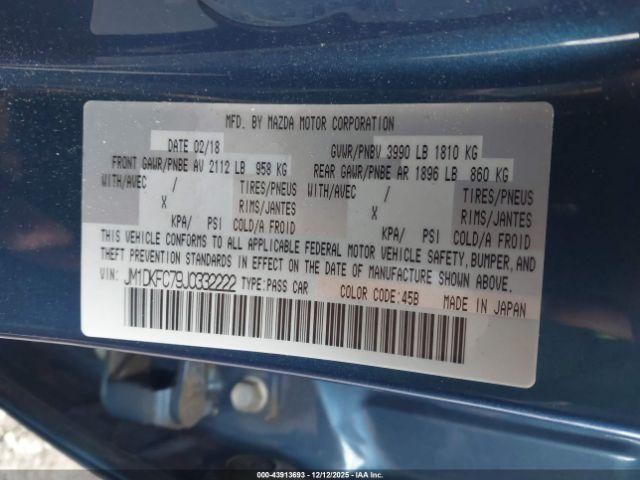 MFD. BY MAZDA MOTOR CORPORATION
DATE 02/18 GVWR/PNBV 3990 LB 1810 KG
FRONT GAWR/PNBE AV 2112 LB 958 KG REAR GAWR/PNBE AR 1896 LB 860 KG
WITH/AVEC / TIRES/PNEUS WITH/AVEC / TIRES/PNEUS
X RIMS/JANTES X RIMS/JANTES
KPA/ PSI COLD/A FROID KPA/ PSI COLD/A FROID
THIS VEHICLE CONFORMS TO ALL APPLICABLE FEDERAL MOTOR VEHICLE SAFETY, BUMPER, AND
THEFT PREVENTION STANDARDS IN EFFECT ON THE DATE OF MANUFACTURE SHOWN ABOVE.
VIN: JM1DKFC79J0332222 TYPE:PASS CAR COLOR CODE:45B MADE IN JAPAN
000-43913693 - 12/12/2025 - © IAA Holdings, LLC